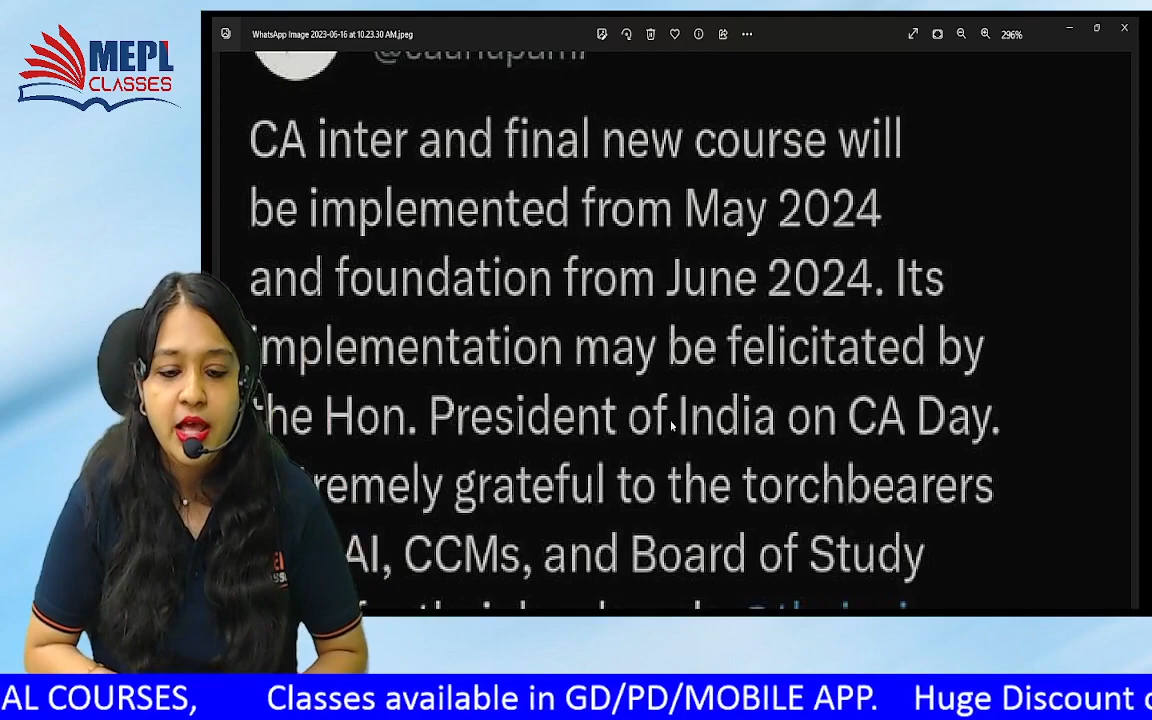 MEPL
CLASSES
WhatsApp Image 2023-06-16 at 10.23.30 AM.jpeg
296%
CA inter and final new course will
be implemented from May 2024
and foundation from June 2024. Its
implementation may be felicitated by
the Hon. President of India on CA Day.
remely grateful to the torchbearers
AI, CCMs, and Board of Study
AL COURSES, Classes available in GD/PD/MOBILE APP. Huge Discount